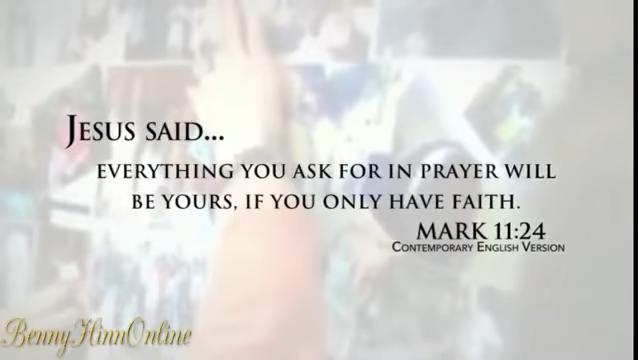 Jesus said...
Everything you ask for in prayer will
be yours, if you only have faith.
Mark 11:24
Contemporary English Version
BennyHinnOnline